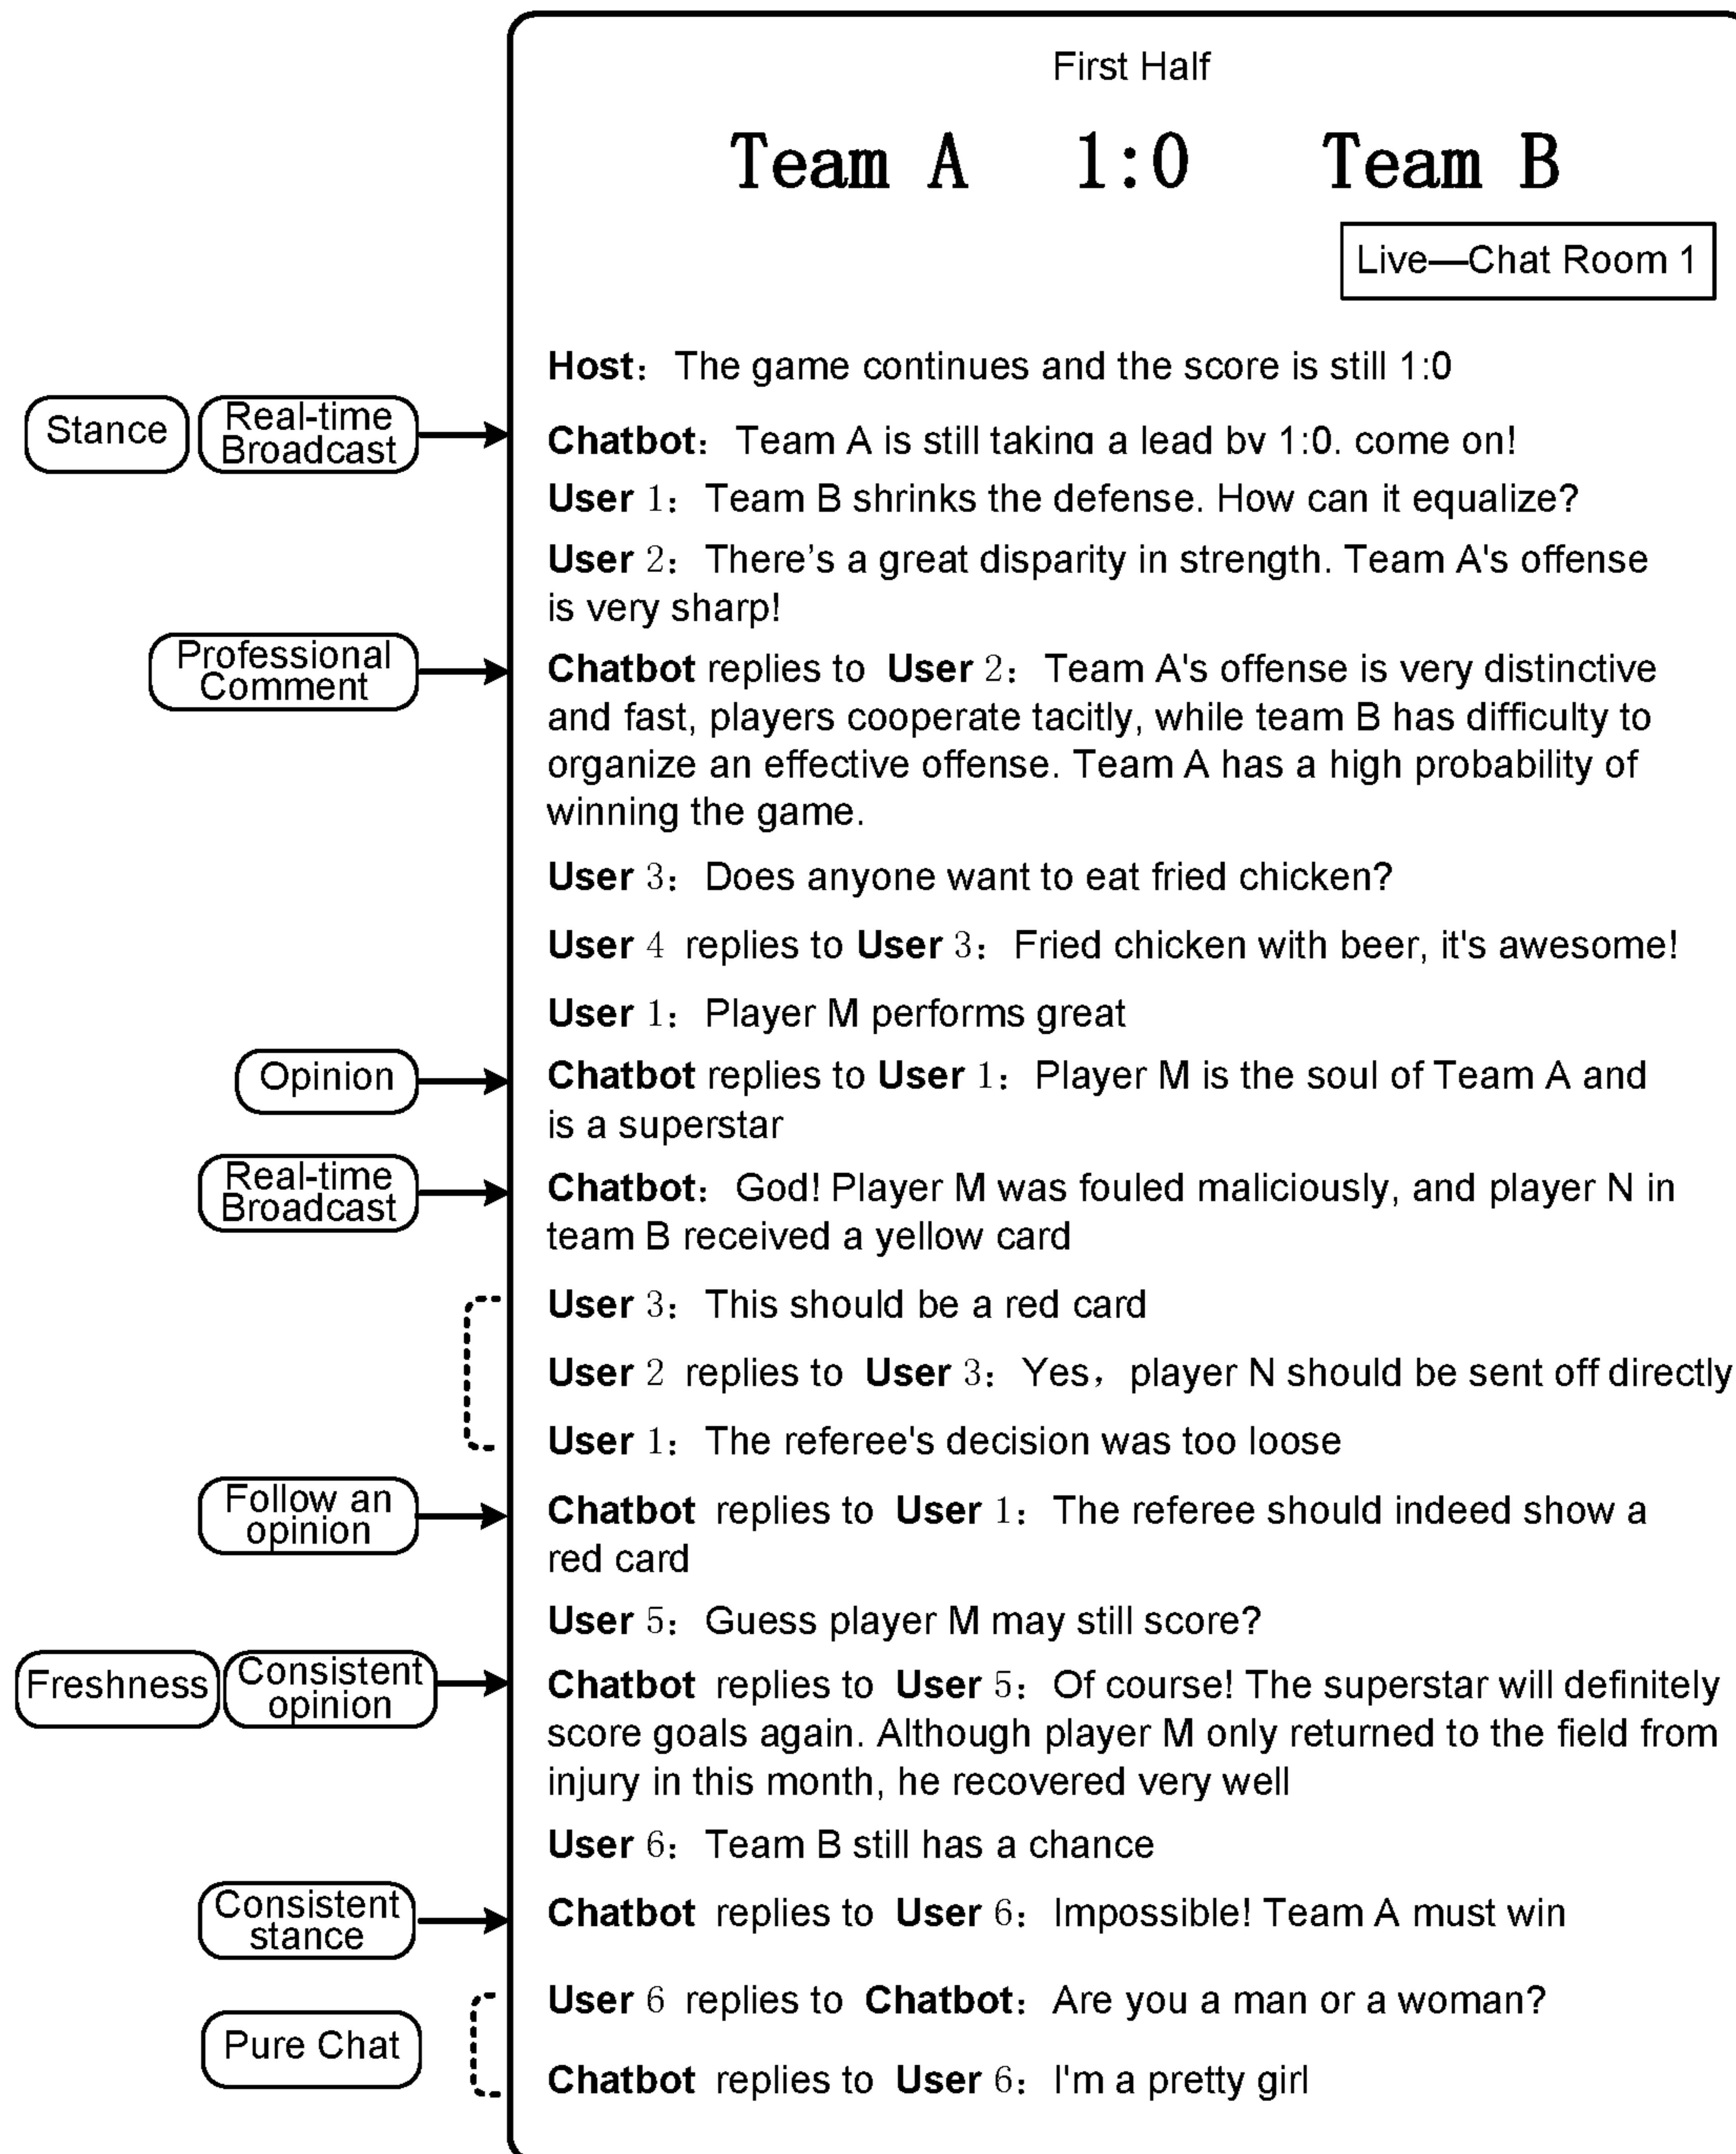 First Half
Team A 1:0 Team B
Live—Chat Room 1
Host: The game continues and the score is still 1:0
Stance
Real-time
Broadcast
Chatbot: Team A is still taking a lead by 1:0. come on!
User 1: Team B shrinks the defense. How can it equalize?
User 2: There's a great disparity in strength. Team A's offense
is very sharp!
Professional
Comment
Chatbot replies to User 2: Team A's offense is very distinctive
and fast, players cooperate tacitly, while team B has difficulty to
organize an effective offense. Team A has a high probability of
winning the game.
User 3: Does anyone want to eat fried chicken?
User 4 replies to User 3: Fried chicken with beer, it's awesome!
User 1: Player M performs great
Opinion
Chatbot replies to User 1: Player M is the soul of Team A and
is a superstar
Real-time
Broadcast
Chatbot: God! Player M was fouled maliciously, and player N in
team B received a yellow card
User 3: This should be a red card
User 2 replies to User 3: Yes, player N should be sent off directly
User 1: The referee's decision was too loose
Follow an
opinion
Chatbot replies to User 1: The referee should indeed show a
red card
User 5: Guess player M may still score?
Freshness
Consistent
opinion
Chatbot replies to User 5: Of course! The superstar will definitely
score goals again. Although player M only returned to the field from
injury in this month, he recovered very well
User 6: Team B still has a chance
Consistent
stance
Chatbot replies to User 6: Impossible! Team A must win
User 6 replies to Chatbot: Are you a man or a woman?
Pure Chat
Chatbot replies to User 6: I'm a pretty girl